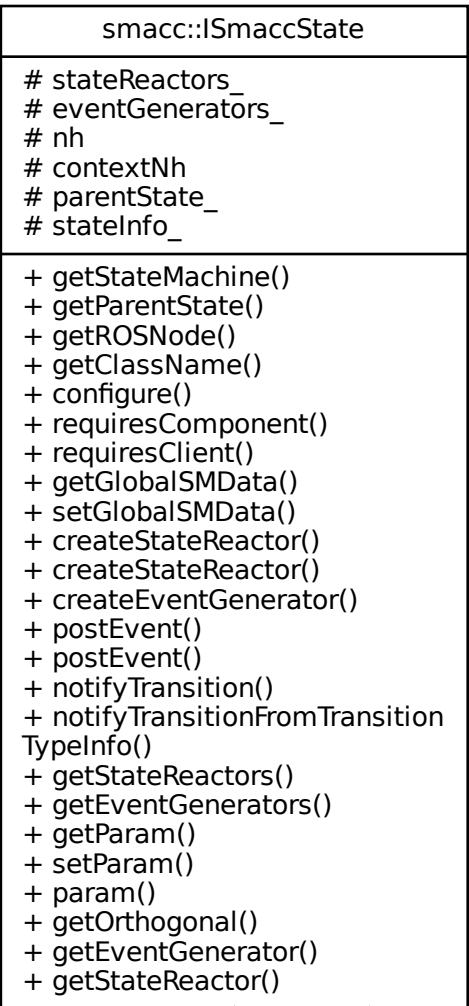 smacc::ISmaccState
# stateReactors_
# eventGenerators_
# nh
# contextNh
# parentState_
# stateInfo_
+ getStateMachine()
+ getParentState()
+ getROSNode()
+ getClassName()
+ configure()
+ requiresComponent()
+ requiresClient()
+ getGlobalSMData()
+ setGlobalSMData()
+ createStateReactor()
+ createStateReactor()
+ createEventGenerator()
+ postEvent()
+ postEvent()
+ notifyTransition()
+ notifyTransitionFromTransition
TypeInfo()
+ getStateReactors()
+ getEventGenerators()
+ getParam()
+ setParam()
+ param()
+ getOrthogonal()
+ getEventGenerator()
+ getStateReactor()